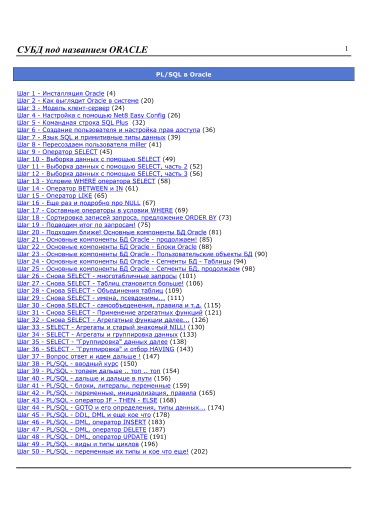 СУБД под названием ORACLE
1
PL/SQL в Oracle
Шаг 1 - Инсталляция Oracle (4)
Шаг 2 - Как выглядит Oracle в системе (20)
Шаг 3 - Модель клиент-сервер (24)
Шаг 4 - Настройка с помощью Net8 Easy Config (26)
Шаг 5 - Командная строка SQL Plus (32)
Шаг 6 - Создание пользователя и настройка прав доступа (36)
Шаг 7 - Язык SQL и примитивные типы данных (39)
Шаг 8 - Пересоздаем пользователя miller (41)
Шаг 9 - Оператор SELECT (45)
Шаг 10 - Выборка данных с помощью SELECT (49)
Шаг 11 - Выборка данных с помощью SELECT, часть 2 (52)
Шаг 12 - Выборка данных с помощью SELECT, часть 3 (56)
Шаг 13 - Условие WHERE оператора SELECT (58)
Шаг 14 - Оператор BETWEEN и IN (61)
Шаг 15 - Оператор LIKE (65)
Шаг 16 - Еще раз и подробно про NULL (67)
Шаг 17 - Составные операторы в условии WHERE (69)
Шаг 18 - Сортировка записей запроса, предложение ORDER BY (73)
Шаг 19 - Подводим итог по запросам! (75)
Шаг 20 - Подходим ближе! Основные компоненты БД Oracle (81)
Шаг 21 - Основные компоненты БД Oracle - продолжаем! (85)
Шаг 22 - Основные компоненты БД Oracle - Блоки Oracle (88)
Шаг 23 - Основные компоненты БД Oracle - Пользовательские объекты БД (90)
Шаг 24 - Основные компоненты БД Oracle - Сегменты БД - Таблицы (94)
Шаг 25 - Основные компоненты БД Oracle - Сегменты БД, продолжаем (98)
Шаг 26 - Снова SELECT - многотабличные запросы (101)
Шаг 27 - Снова SELECT - Таблиц становится больше! (106)
Шаг 28 - Снова SELECT - Объединения таблиц (109)
Шаг 29 - Снова SELECT - имена, псевдонимы... (111)
Шаг 30 - Снова SELECT - самообъеденения, правила и т.д. (115)
Шаг 31 - Снова SELECT - Применение агрегатных функций (121)
Шаг 32 - Снова SELECT - Агрегатные функции далее... (126)
Шаг 33 - SELECT - Агрегаты и старый знакомый NILL! (130)
Шаг 34 - SELECT - Агрегаты и группировка данных (133)
Шаг 35 - SELECT - "Группировка" данных далее (138)
Шаг 36 - SELECT - "Группировка" и отбор HAVING (143)
Шаг 37 - Вопрос ответ и идем дальше ! (147)
Шаг 38 - PL/SQL - вводный курс (150)
Шаг 39 - PL/SQL - топаем дальше .. топ .. топ (154)
Шаг 40 - PL/SQL - дальше и дальше в пути (156)
Шаг 41 - PL/SQL - блоки, литералы, переменные (159)
Шаг 42 - PL/SQL - переменные, инициализация, правила (165)
Шаг 43 - PL/SQL - оператор IF - THEN - ELSE (168)
Шаг 44 - PL/SQL - GOTO и его определения, типы данных... (174)
Шаг 45 - PL/SQL - DDL, DML и еще кое что (178)
Шаг 46 - PL/SQL - DML, оператор INSERT (183)
Шаг 47 - PL/SQL - DML, оператор DELETE (187)
Шаг 48 - PL/SQL - DML, оператор UPDATE (191)
Шаг 49 - PL/SQL - виды и типы циклов (196)
Шаг 50 - PL/SQL - переменные их типы и кое что еще! (202)